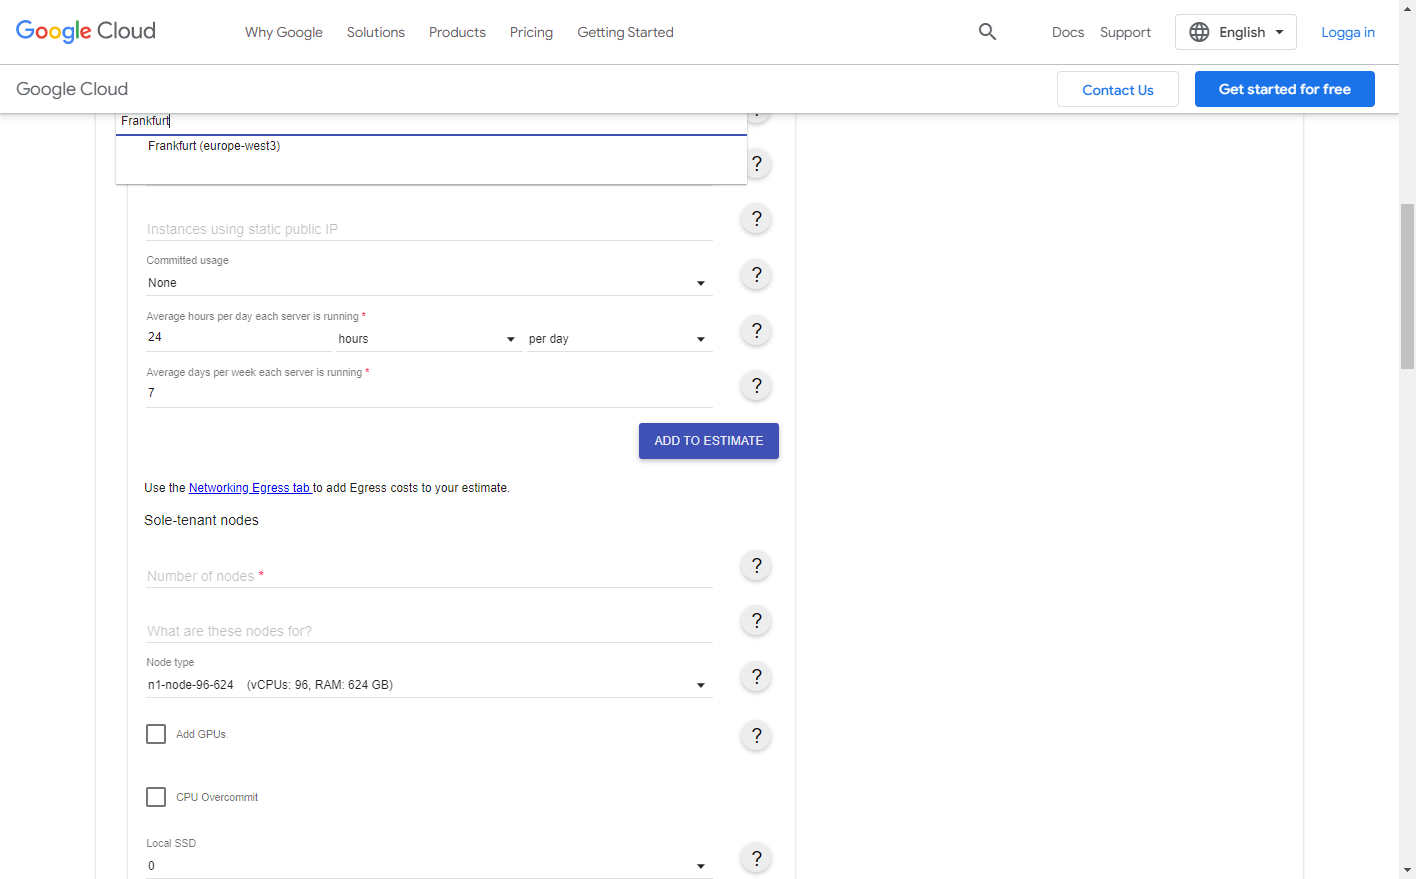 Google Cloud
Why Google
Solutions
Products
Pricing
Getting Started
Docs
Support
English
Logga in
Google Cloud
Contact Us
Get started for free
Frankfurt
Frankfurt (europe-west3)
?
Instances using static public IP
?
Committed usage
None
?
Average hours per day each server is running *
24
hours
per day
?
Average days per week each server is running *
7
?
ADD TO ESTIMATE
Use the Networking Egress tab to add Egress costs to your estimate.
Sole-tenant nodes
Number of nodes *
?
What are these nodes for?
?
Node type
n1-node-96-624 (vCPUs: 96, RAM: 624 GB)
?
Add GPUs.
?
CPU Overcommit
Local SSD
0
?